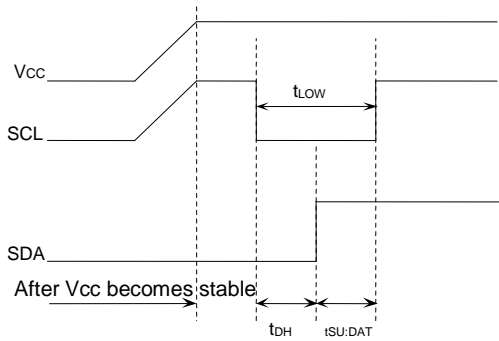 VCC
tLOW
SCL
SDA
After Vcc becomes stable
tDH
tSU:DAT